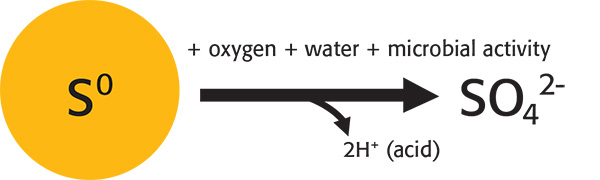 + oxygen + water + microbial activity
S⁰
SO₄²⁻
2H⁺ (acid)